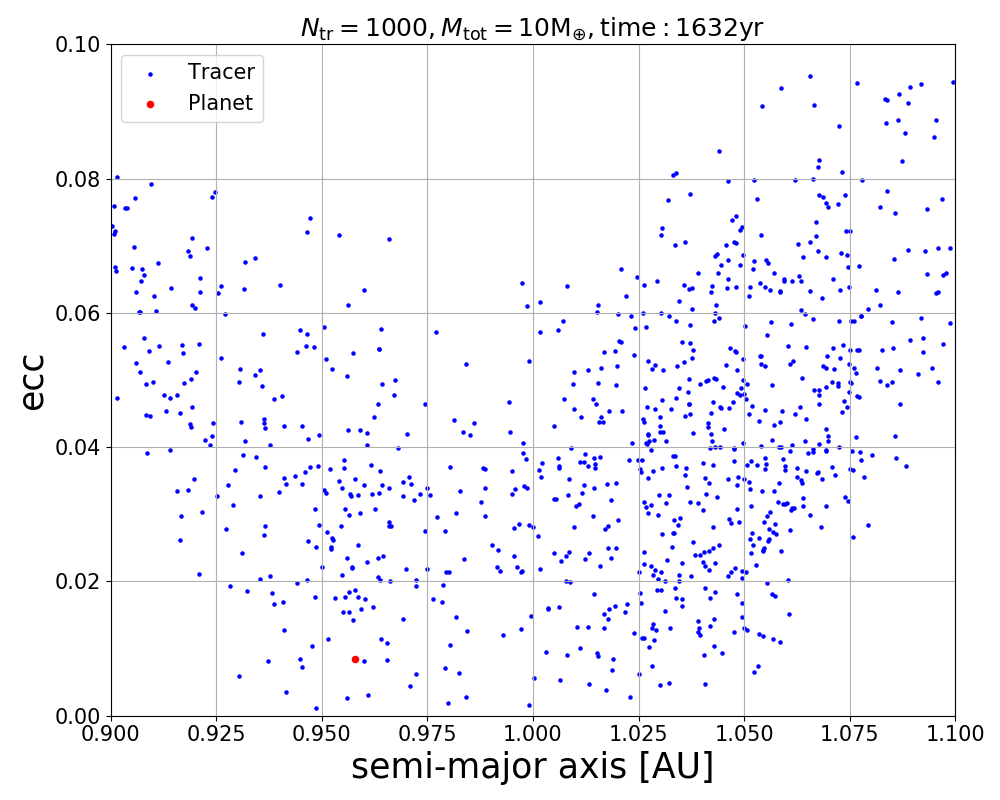 N_tr = 1000, M_tot = 10M_⊕, time : 1632yr
Tracer
Planet
0.10
0.08
0.06
0.04
0.02
0.00
ecc
0.900 0.925 0.950 0.975 1.000 1.025 1.050 1.075 1.100
semi-major axis [AU]